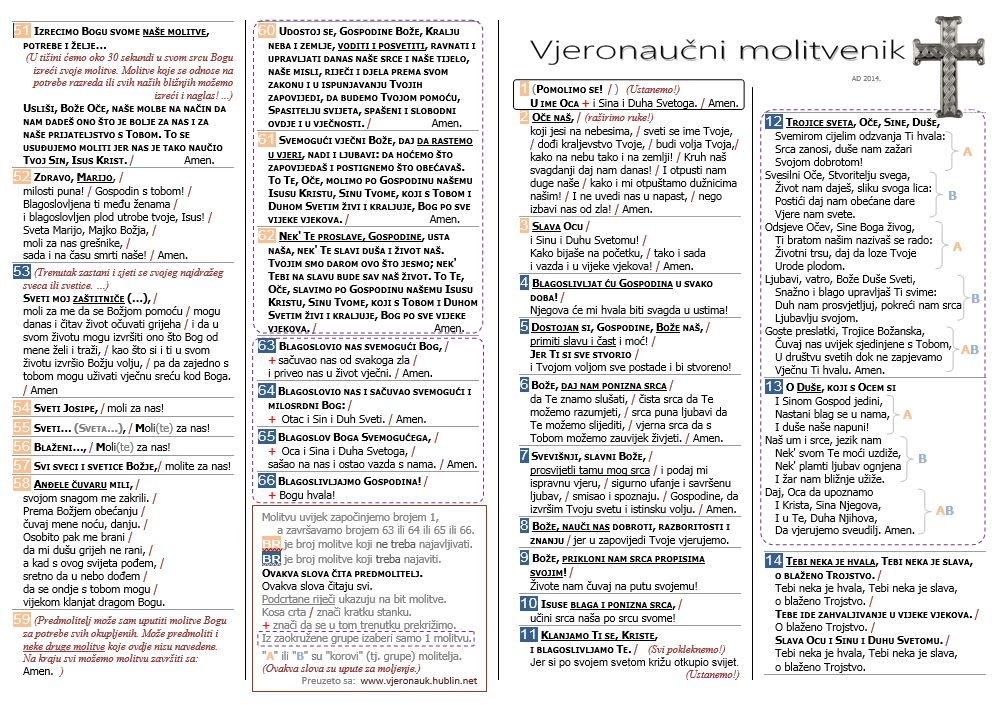 51 Izrecimo Bogu svome naše molitve,
potrebe i želje…
(U tišini ćemo oko 30 sekundi u svom srcu Bogu
izreći svoje molitve. Molitve koje se odnose na
potrebe razreda ili svih naših bližnjih možemo
izreći i naglas! ...)
Usliši, Bože Oče, naše molbe na način da
nam dadeš ono što je bolje za nas i za
naše prijateljstvo s Tobom. To se
usuđujemo moliti jer nas je tako naučio
Tvoj Sin, Isus Krist. / Amen.
52 Zdravo, Marijo, /
milosti puna! / Gospodin s tobom! /
Blagoslovljena ti među ženama /
i blagoslovljen plod utrobe tvoje, Isus! /
Sveta Marijo, Majko Božja, /
moli za nas grešnike, /
sada i na času smrti naše! / Amen.
53 (Trenutak zastani i sjeti se svojeg najdražeg
sveca ili svetice. ...)
Sveti moj zaštitniče (...), /
moli za me da se Božjom pomoću / mogu
danas i čitav život očuvati grijeha / i da u
svom životu mogu izvršiti ono što Bog od
mene želi i traži, / kao što si i ti u svom
životu izvršio Božju volju, / pa da zajedno s
tobom mogu uživati vječnu sreću kod Boga.
/ Amen
54 Sveti Josipe, / moli za nas!
55 Sveti... (Sveta...), / Moli(te) za nas!
56 Blaženi..., / Moli(te) za nas!
57 Svi sveci i svetice Božje,/ molite za nas!
58 Anđele čuvaru mili, /
svojom snagom me zakrili. /
Prema Božjem obećanju /
čuvaj mene noću, danju. /
Osobito pak me brani /
da mi dušu grijeh ne rani, /
a kad s ovog svijeta pođem, /
sretno da u nebo dođem /
da se ondje s tobom mogu /
vijekom klanjat dragom Bogu.
59 (Predmolitelj može sam uputiti molitve Bogu
za potrebe svih okupljenih. Može predmoliti i
neke druge molitve koje ovdje nisu navedene.
Na kraju svi možemo molitvu završiti sa:
Amen. )
60 Udostoj se, Gospodine Bože, Kralju
neba i zemlje, voditi i posvetiti, ravnati i
upravljati danas naše srce i naše tijelo,
naše misli, riječi i djela prema svom
zakonu i u ispunjavanju Tvojih
zapovijedi, da budemo Tvojom pomoću,
Spasitelju svijeta, spašeni i slobodni
ovdje i u vječnosti. / Amen.
61 Svemogući vječni Bože, daj da rastemo
u vjeri, nadi i ljubavi: da hoćemo što
zapovijedaš i postignemo što obećavaš.
To Te, Oče, molimo po Gospodinu našemu
Isusu Kristu, Sinu Tvome, koji s Tobom i
Duhom Svetim živi i kraljuje, Bog po sve
vijeke vjekova. / Amen.
62 Nek' Te proslave, Gospodine, usta
naša, nek' Te slavi duša i život naš.
Tvojim smo darom ovo što jesmo; nek'
Tebi na slavu bude sav naš život. To Te,
Oče, slavimo po Gospodinu našemu Isusu
Kristu, Sinu Tvome, koji s Tobom i Duhom
Svetim živi i kraljuje, Bog po sve vijeke
vjekova. / Amen.
63 Blagoslovio nas svemogući Bog, /
+ sačuvao nas od svakoga zla /
i priveo nas u život vječni. / Amen.
64 Blagoslovio nas i sačuvao svemogući i
milosrdni Bog: /
+ Otac i Sin i Duh Sveti. / Amen.
65 Blagoslov Boga Svemogućega, /
+ Oca i Sina i Duha Svetoga, /
sašao na nas i ostao vazda s nama. / Amen.
66 Blagoslivljajmo Gospodina! /
+ Bogu hvala!
Molitvu uvijek započinjemo brojem 1,
a završavamo brojem 63 ili 64 ili 65 ili 66.
BR je broj molitve koji ne treba najavljivati.
BR je broj molitve koji treba najaviti.
Ovakva slova čita predmolitelj.
Ovakva slova čitaju svi.
Podcrtane riječi ukazuju na bit molitve.
Kosa crta / znači kratku stanku.
+ znači da se u tom trenutku prekrižimo.
Iz zaokružene grupe izaberi samo 1 molitvu.
"A" ili "B" su "korovi" (tj. grupe) molitelja.
(Ovakva slova su upute za moljenje.)
Preuzeto sa: www.vjeronauk.hublin.net
Vjeronaučni molitvenik
AD 2014.
1 (Pomolimo se! / ) (Ustanemo!)
U ime Oca + i Sina i Duha Svetoga. / Amen.
2 Oče naš, / (raširimo ruke!)
koji jesi na nebesima, / sveti se ime Tvoje,
/ dođi kraljevstvo Tvoje, / budi volja Tvoja,/
kako na nebu tako i na zemlji! / Kruh naš
svagdanji daj nam danas! / I otpusti nam
duge naše / kako i mi otpuštamo dužnicima
našim! / I ne uvedi nas u napast, / nego
izbavi nas od zla! / Amen.
3 Slava Ocu /
i Sinu i Duhu Svetomu! /
Kako bijaše na početku, / tako i sada
i vazda i u vijeke vjekova! / Amen.
4 Blagoslivljat ću Gospodina u svako
doba! /
Njegova će mi hvala biti svagda u ustima!
5 Dostojan si, Gospodine, Bože naš, /
primiti slavu i čast i moć! /
Jer Ti si sve stvorio /
i Tvojom voljom sve postade i bi stvoreno!
6 Bože, daj nam ponizna srca /
da Te znamo slušati, / čista srca da Te
možemo razumjeti, / srca puna ljubavi da
Te možemo slijediti, / vjerna srca da s
Tobom možemo zauvijek živjeti. / Amen.
7 Svevišnji, slavni Bože, /
prosvijetli tamu mog srca / i podaj mi
ispravnu vjeru, / sigurno ufanje i savršenu
ljubav, / smisao i spoznaju. / Gospodine, da
izvršim Tvoju svetu i istinsku volju. / Amen.
8 Bože, nauči nas dobroti, razboritosti i
znanju / jer u zapovijedi Tvoje vjerujemo.
9 Bože, prikloni nam srca propisima
svojim! /
Živote nam čuvaj na putu svojemu!
10 Isuse blaga i ponizna srca, /
učini srca naša po srcu svome!
11 Klanjamo Ti se, Kriste,
i blagoslivljamo Te. / (Svi pokleknemo!)
Jer si po svojem svetom križu otkupio svijet.
(Ustanemo!)
12 Trojice sveta, Oče, Sine, Duše,
Svemirom cijelim odzvanja Ti hvala:
Srca zanosi, duše nam zažari
Svojom dobrotom!
A
Svesilni Oče, Stvoritelju svega,
Život nam daješ, sliku svoga lica:
Postići daj nam obećane dare
Vjere nam svete.
B
Odsjeve Očev, Sine Boga živog,
Ti bratom našim nazivaš se rado:
Životni trsu, daj da loze Tvoje
Urode plodom.
A
Ljubavi, vatro, Bože Duše Sveti,
Snažno i blago upravljaš Ti svime:
Duh nam prosvjetljuj, pokreći nam srca
Ljubavlju svojom.
B
Goste preslatki, Trojice Božanska,
Čuvaj nas uvijek sjedinjene s Tobom,
U društvu svetih dok ne zapjevamo
Vječnu Ti hvalu. Amen.
AB
13 O Duše, koji s Ocem si
I Sinom Gospod jedini,
Nastani blag se u nama,
I duše naše napuni!
A
Naš um i srce, jezik nam
Nek' svom Te moći uzdiže,
Nek' plamti ljubav ognjena
I žar nam bližnje užiže.
B
Daj, Oca da upoznamo
I Krista, Sina Njegova,
I u Te, Duha Njihova,
Da vjerujemo sveudilj. Amen.
AB
14 Tebi neka je hvala, Tebi neka je slava,
o blaženo Trojstvo. /
Tebi neka je hvala, Tebi neka je slava,
o blaženo Trojstvo. /
Tebe ide zahvaljivanje u vijeke vjekova. /
O blaženo Trojstvo. /
Slava Ocu i Sinu i Duhu Svetomu. /
Tebi neka je hvala, Tebi neka je slava,
o blaženo Trojstvo.